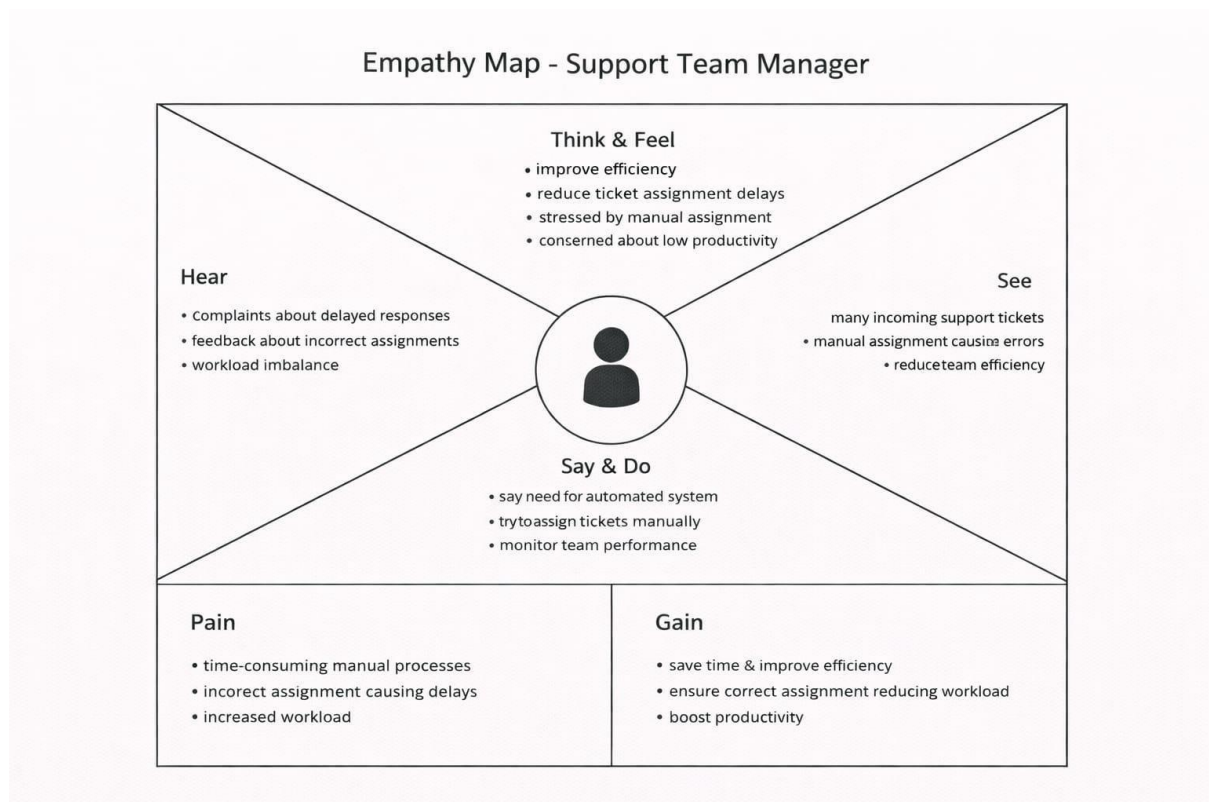 Empathy Map - Support Team Manager
Think & Feel
• improve efficiency
• reduce ticket assignment delays
• stressed by manual assignment
• conserned about low productivity
Hear
• complaints about delayed responses
• feedback about incorrect assignments
• workload imbalance
See
many incoming support tickets
• manual assignment causing errors
• reduceteam efficiency
Say & Do
• say need for automated system
• trytoassign tickets manually
• monitor team performance
Pain
• time-consuming manual processes
• incorect assignment causing delays
• increased workload
Gain
• save time & improve efficiency
• ensure correct assignment reducing workload
• boost productivity